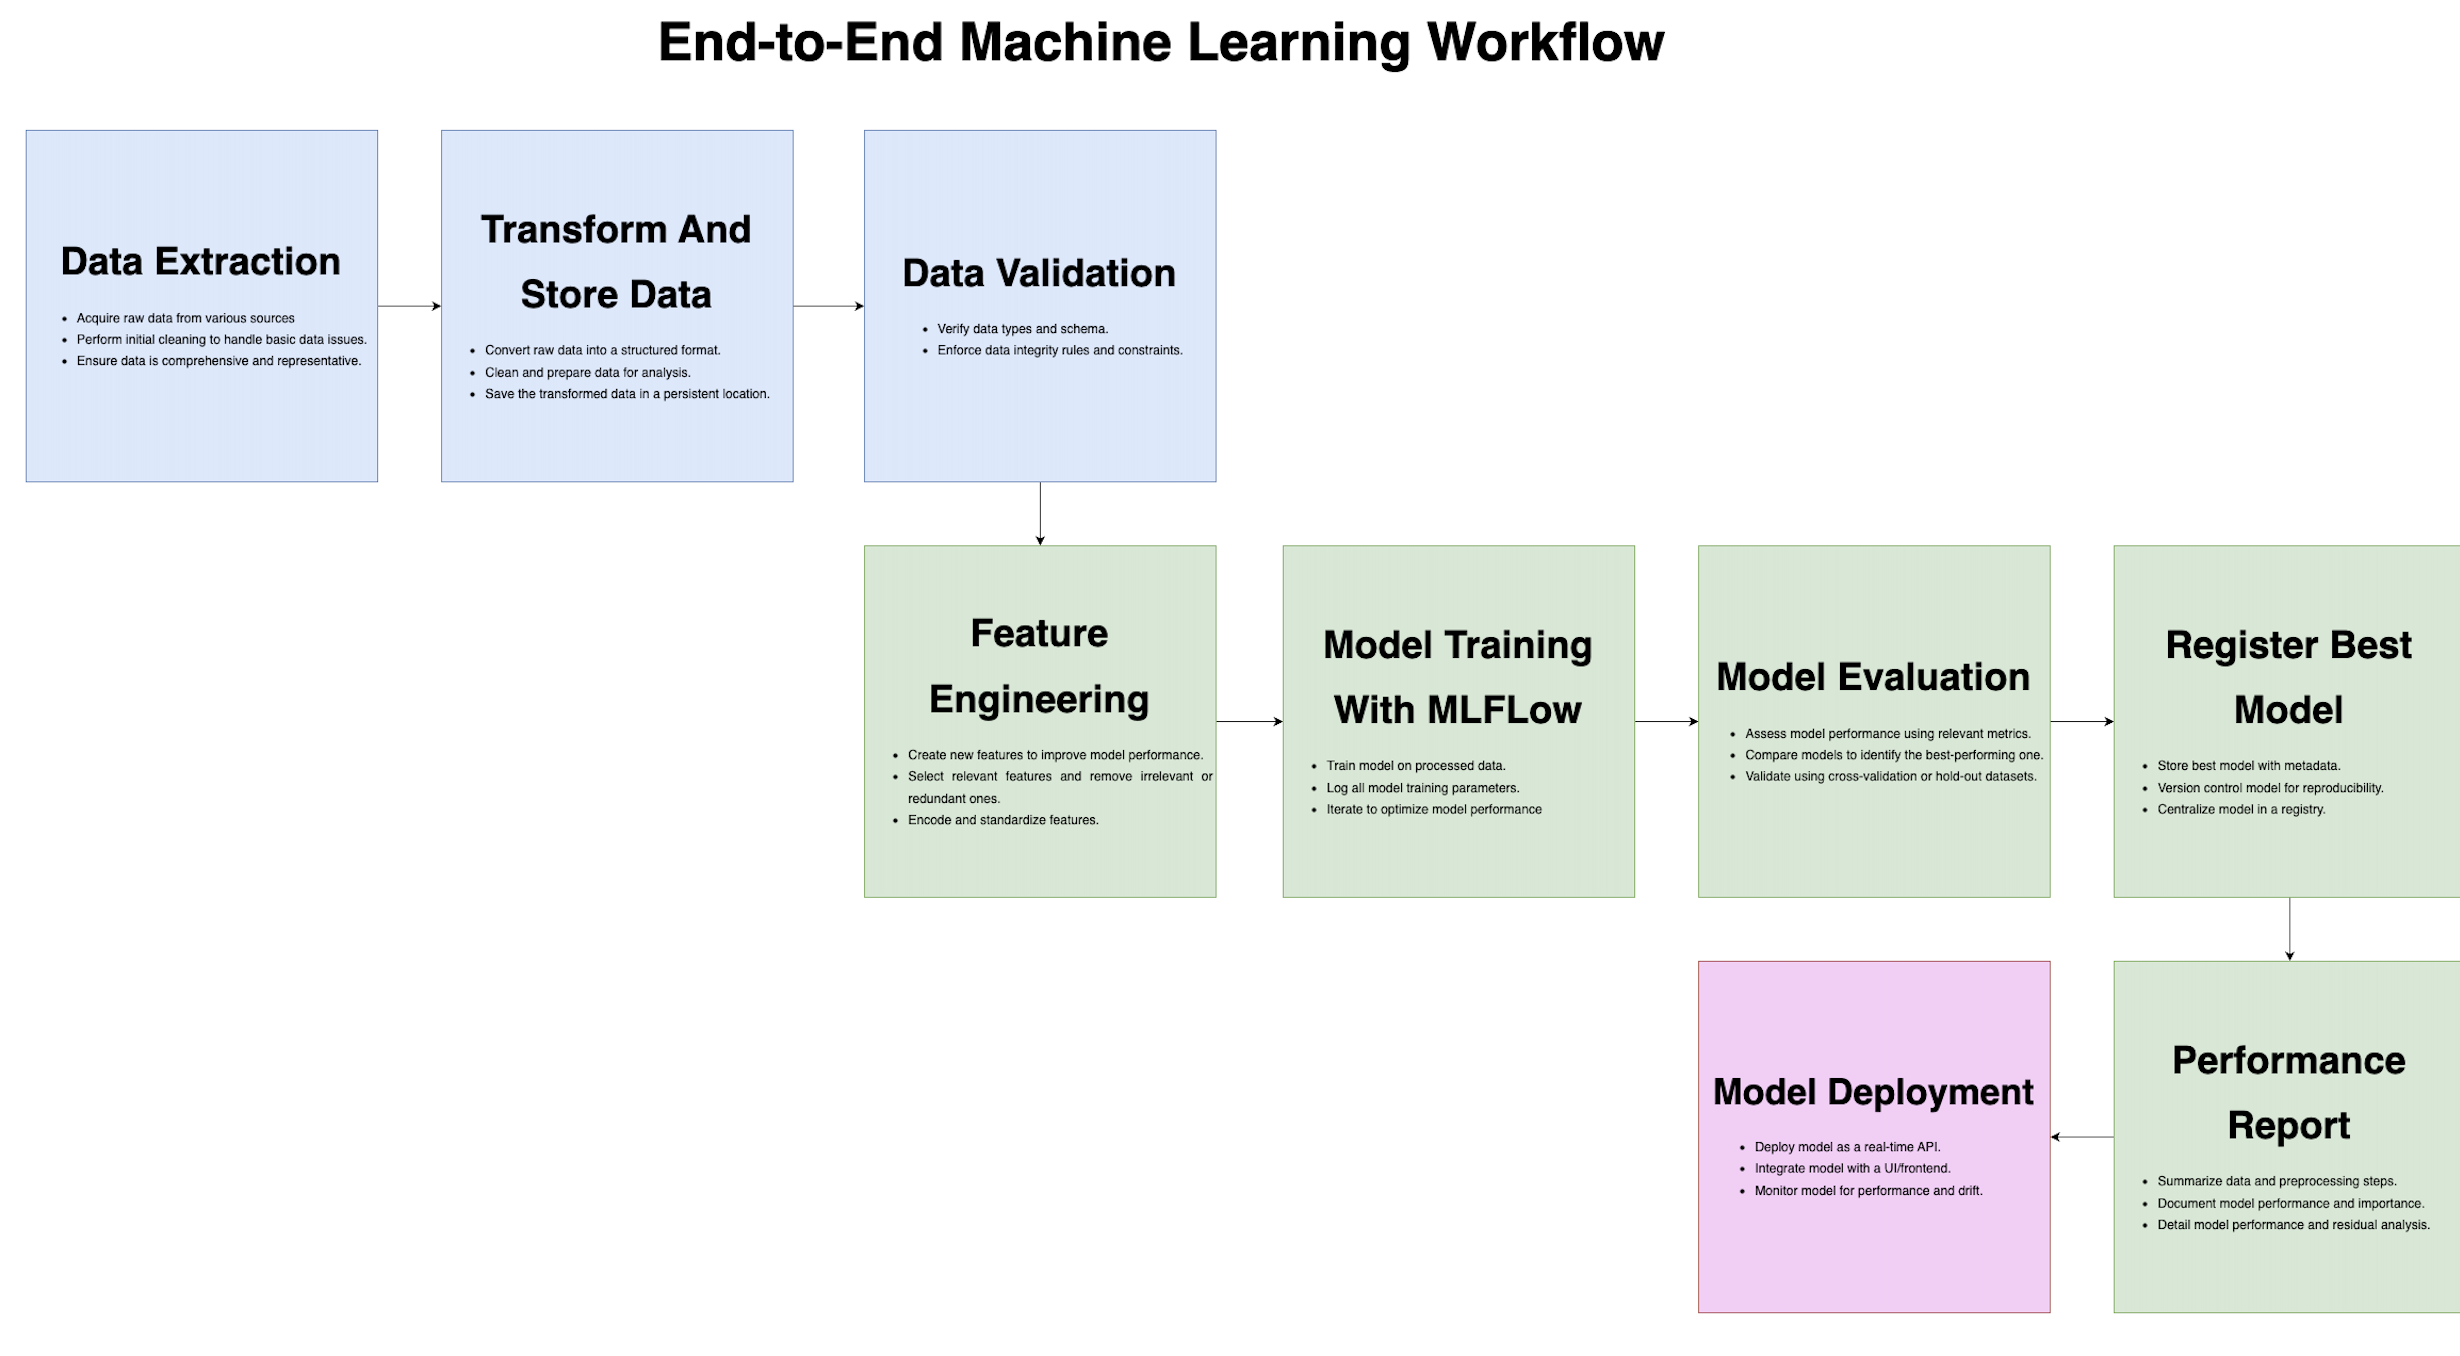 End-to-End Machine Learning Workflow
Data Extraction
• Acquire raw data from various sources
• Perform initial cleaning to handle basic data issues.
• Ensure data is comprehensive and representative.
Transform And
Store Data
• Convert raw data into a structured format.
• Clean and prepare data for analysis.
• Save the transformed data in a persistent location.
Data Validation
• Verify data types and schema.
• Enforce data integrity rules and constraints.
Feature
Engineering
• Create new features to improve model performance.
• Select relevant features and remove irrelevant or
redundant ones.
• Encode and standardize features.
Model Training
With MLFLow
• Train model on processed data.
• Log all model training parameters.
• Iterate to optimize model performance
Model Evaluation
• Assess model performance using relevant metrics.
• Compare models to identify the best-performing one.
• Validate using cross-validation or hold-out datasets.
Register Best
Model
• Store best model with metadata.
• Version control model for reproducibility.
• Centralize model in a registry.
Performance
Report
• Summarize data and preprocessing steps.
• Document model performance and importance.
• Detail model performance and residual analysis.
Model Deployment
• Deploy model as a real-time API.
• Integrate model with a UI/frontend.
• Monitor model for performance and drift.